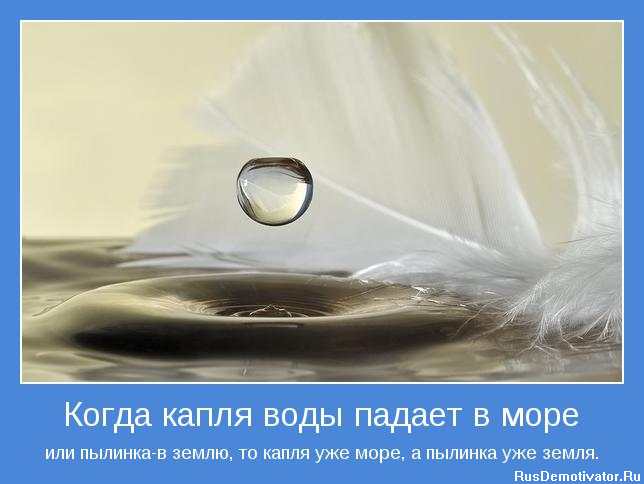 Когда капля воды падает в море
или пылинка-в землю, то капля уже море, а пылинка уже земля.
RusDemotivator.Ru